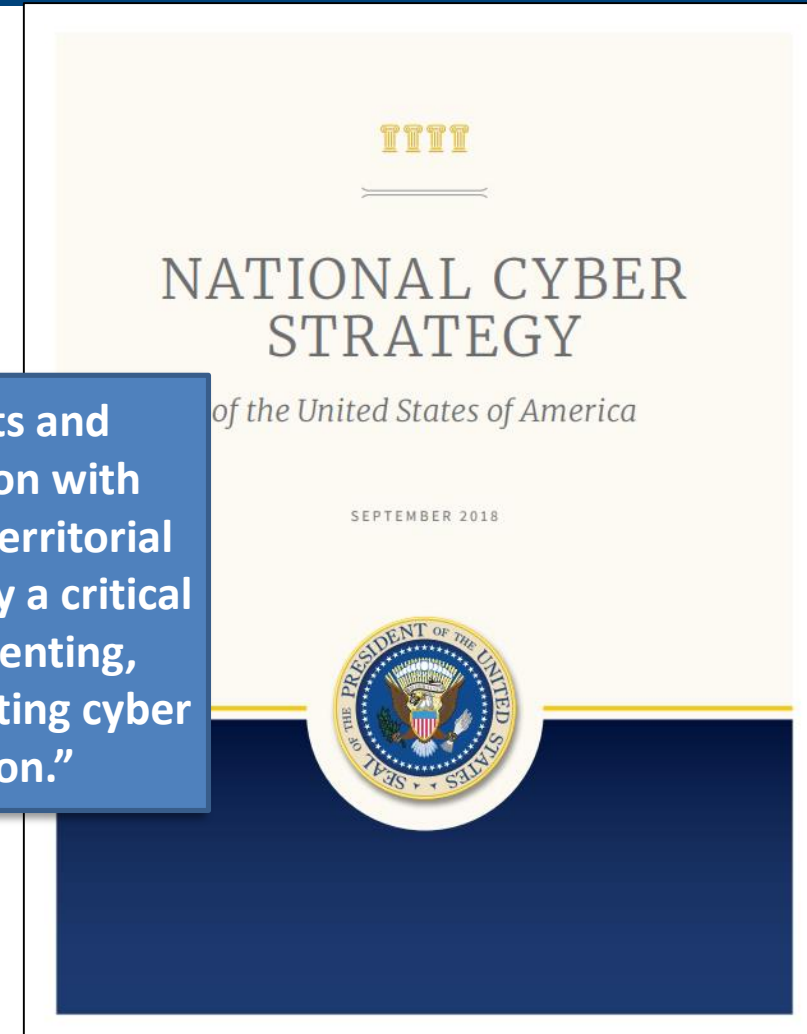 NATIONAL CYBER
STRATEGY
of the United States of America
SEPTEMBER 2018
ts and
on with
erritorial
y a critical
enting,
ting cyber
on.”
SEAL OF THE PRESIDENT OF THE UNITED STATES